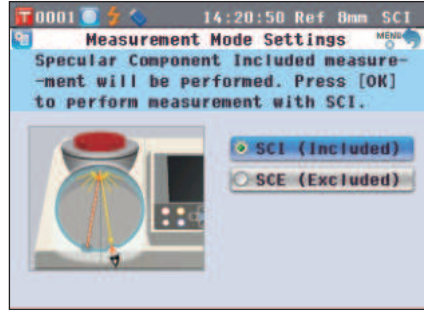 T0001 14:20:50 Ref 8mm SCI
Measurement Mode Settings MENU
Specular Component Included measure-
-ment will be performed. Press [OK]
to perform measurement with SCI.
SCI (Included)
SCE (Excluded)